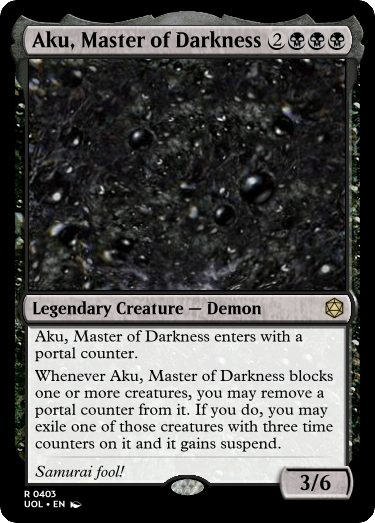 Aku, Master of Darkness 2
Legendary Creature — Demon
Aku, Master of Darkness enters with a
portal counter.
Whenever Aku, Master of Darkness blocks
one or more creatures, you may remove a
portal counter from it. If you do, you may
exile one of those creatures with three time
counters on it and it gains suspend.
Samurai fool!
3/6
R 0403
UOL • EN